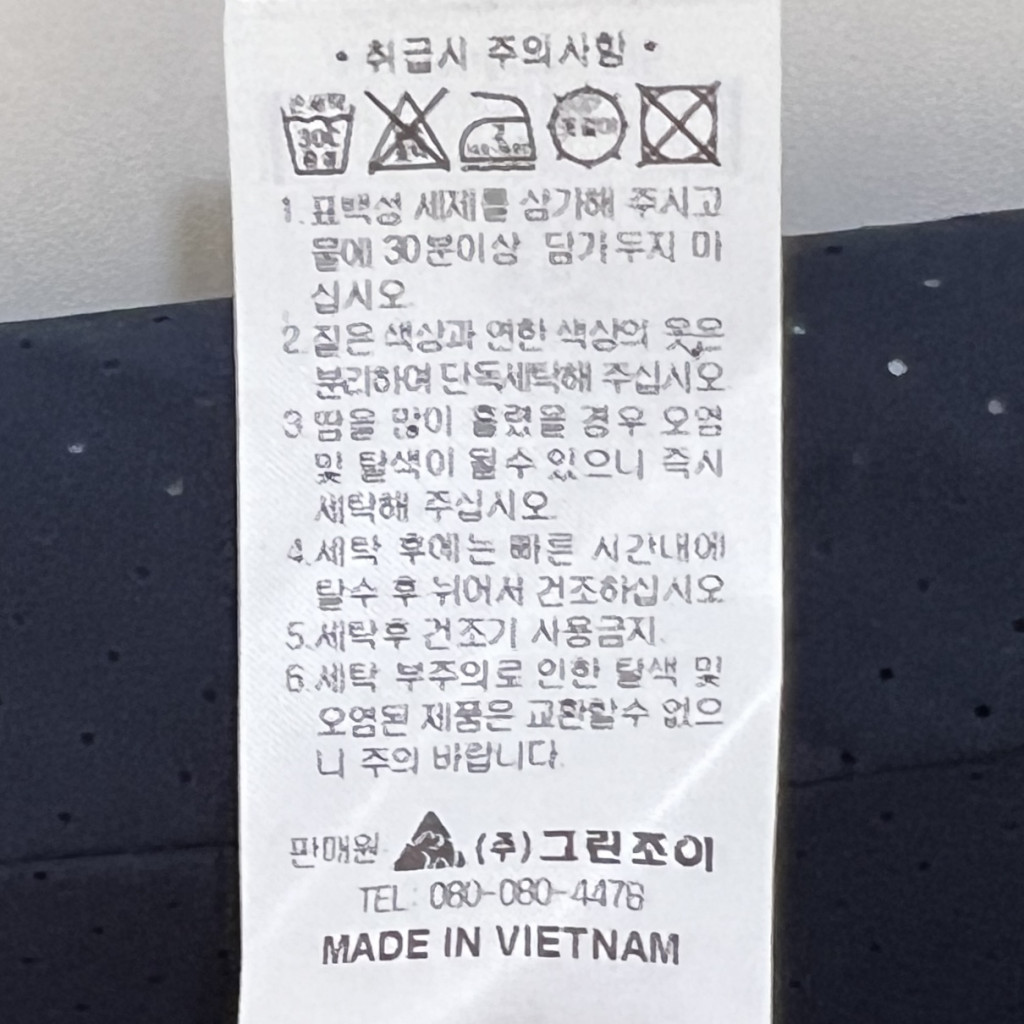 • 취급시 주의사항 •
30℃
1. 표백성 세제를 삼가해 주시고
물에 30분이상 담가두지 마
십시오
2. 짙은 색상과 연한 색상의 옷은
분리하여 단독세탁해 주십시오
3. 땀을 많이 흘렸을 경우 오염
및 탈색이 될수 있으니 즉시
세탁해 주십시오
4. 세탁 후에는 빠른 시간내에
탈수 후 뉘어서 건조하십시오
5. 세탁후 건조기 사용금지.
6. 세탁 부주의로 인한 탈색 및
오염된 제품은 교환할수 없으
니 주의 바랍니다.
판매원 (주)그린조이
TEL: 080-080-4478
MADE IN VIETNAM